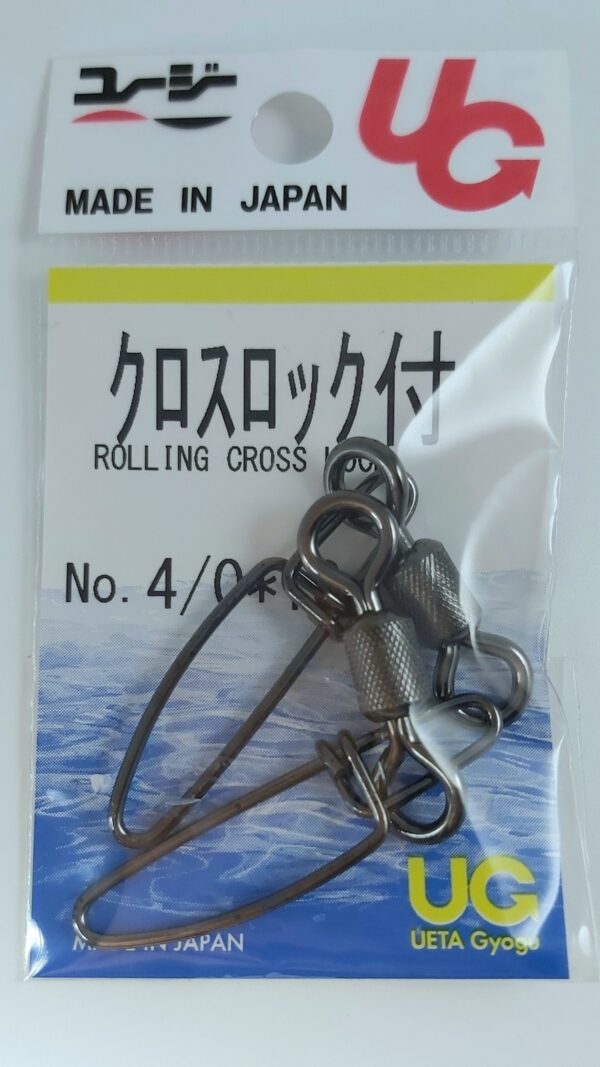 ユージー
UG
MADE IN JAPAN
クロスロック付
ROLLING CROSS
No. 4/0*
UG
UETA Gyogu
IN JAPAN